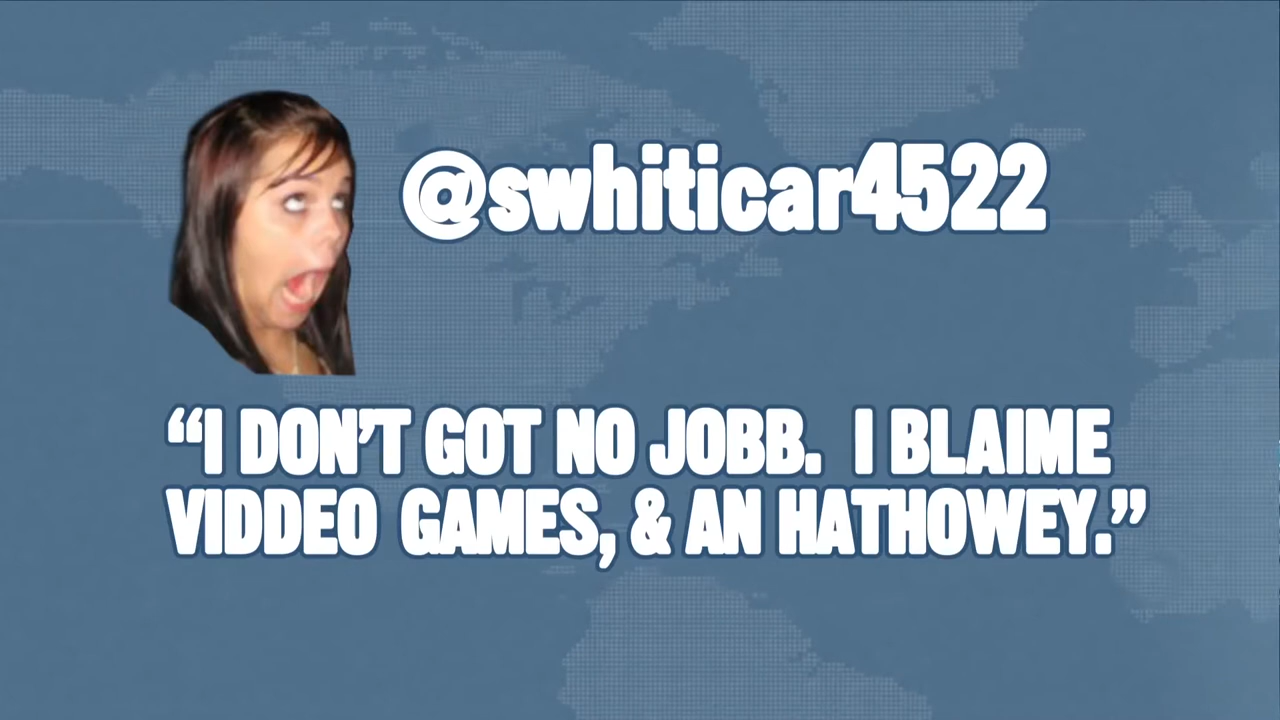 @swhiticar4522
“I DON’T GOT NO JOBB. I BLAIME
VIDDEO GAMES, & AN HATHOWEY.”